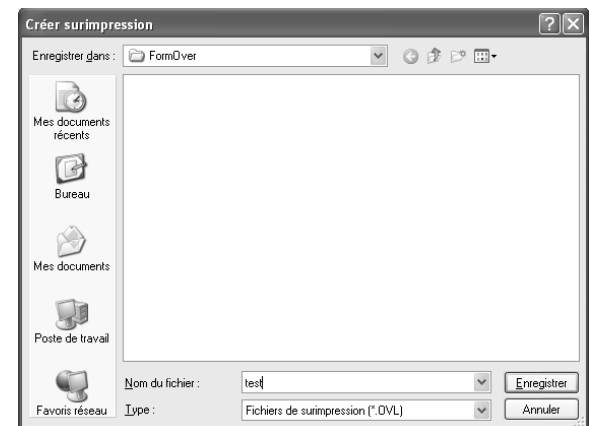 Créer surimpression
Enregistrer dans :
FormOver
Mes documents
récents
Bureau
Mes documents
Poste de travail
Favoris réseau
Nom du fichier :
test
Enregistrer
Type :
Fichiers de surimpression (*.OVL)
Annuler